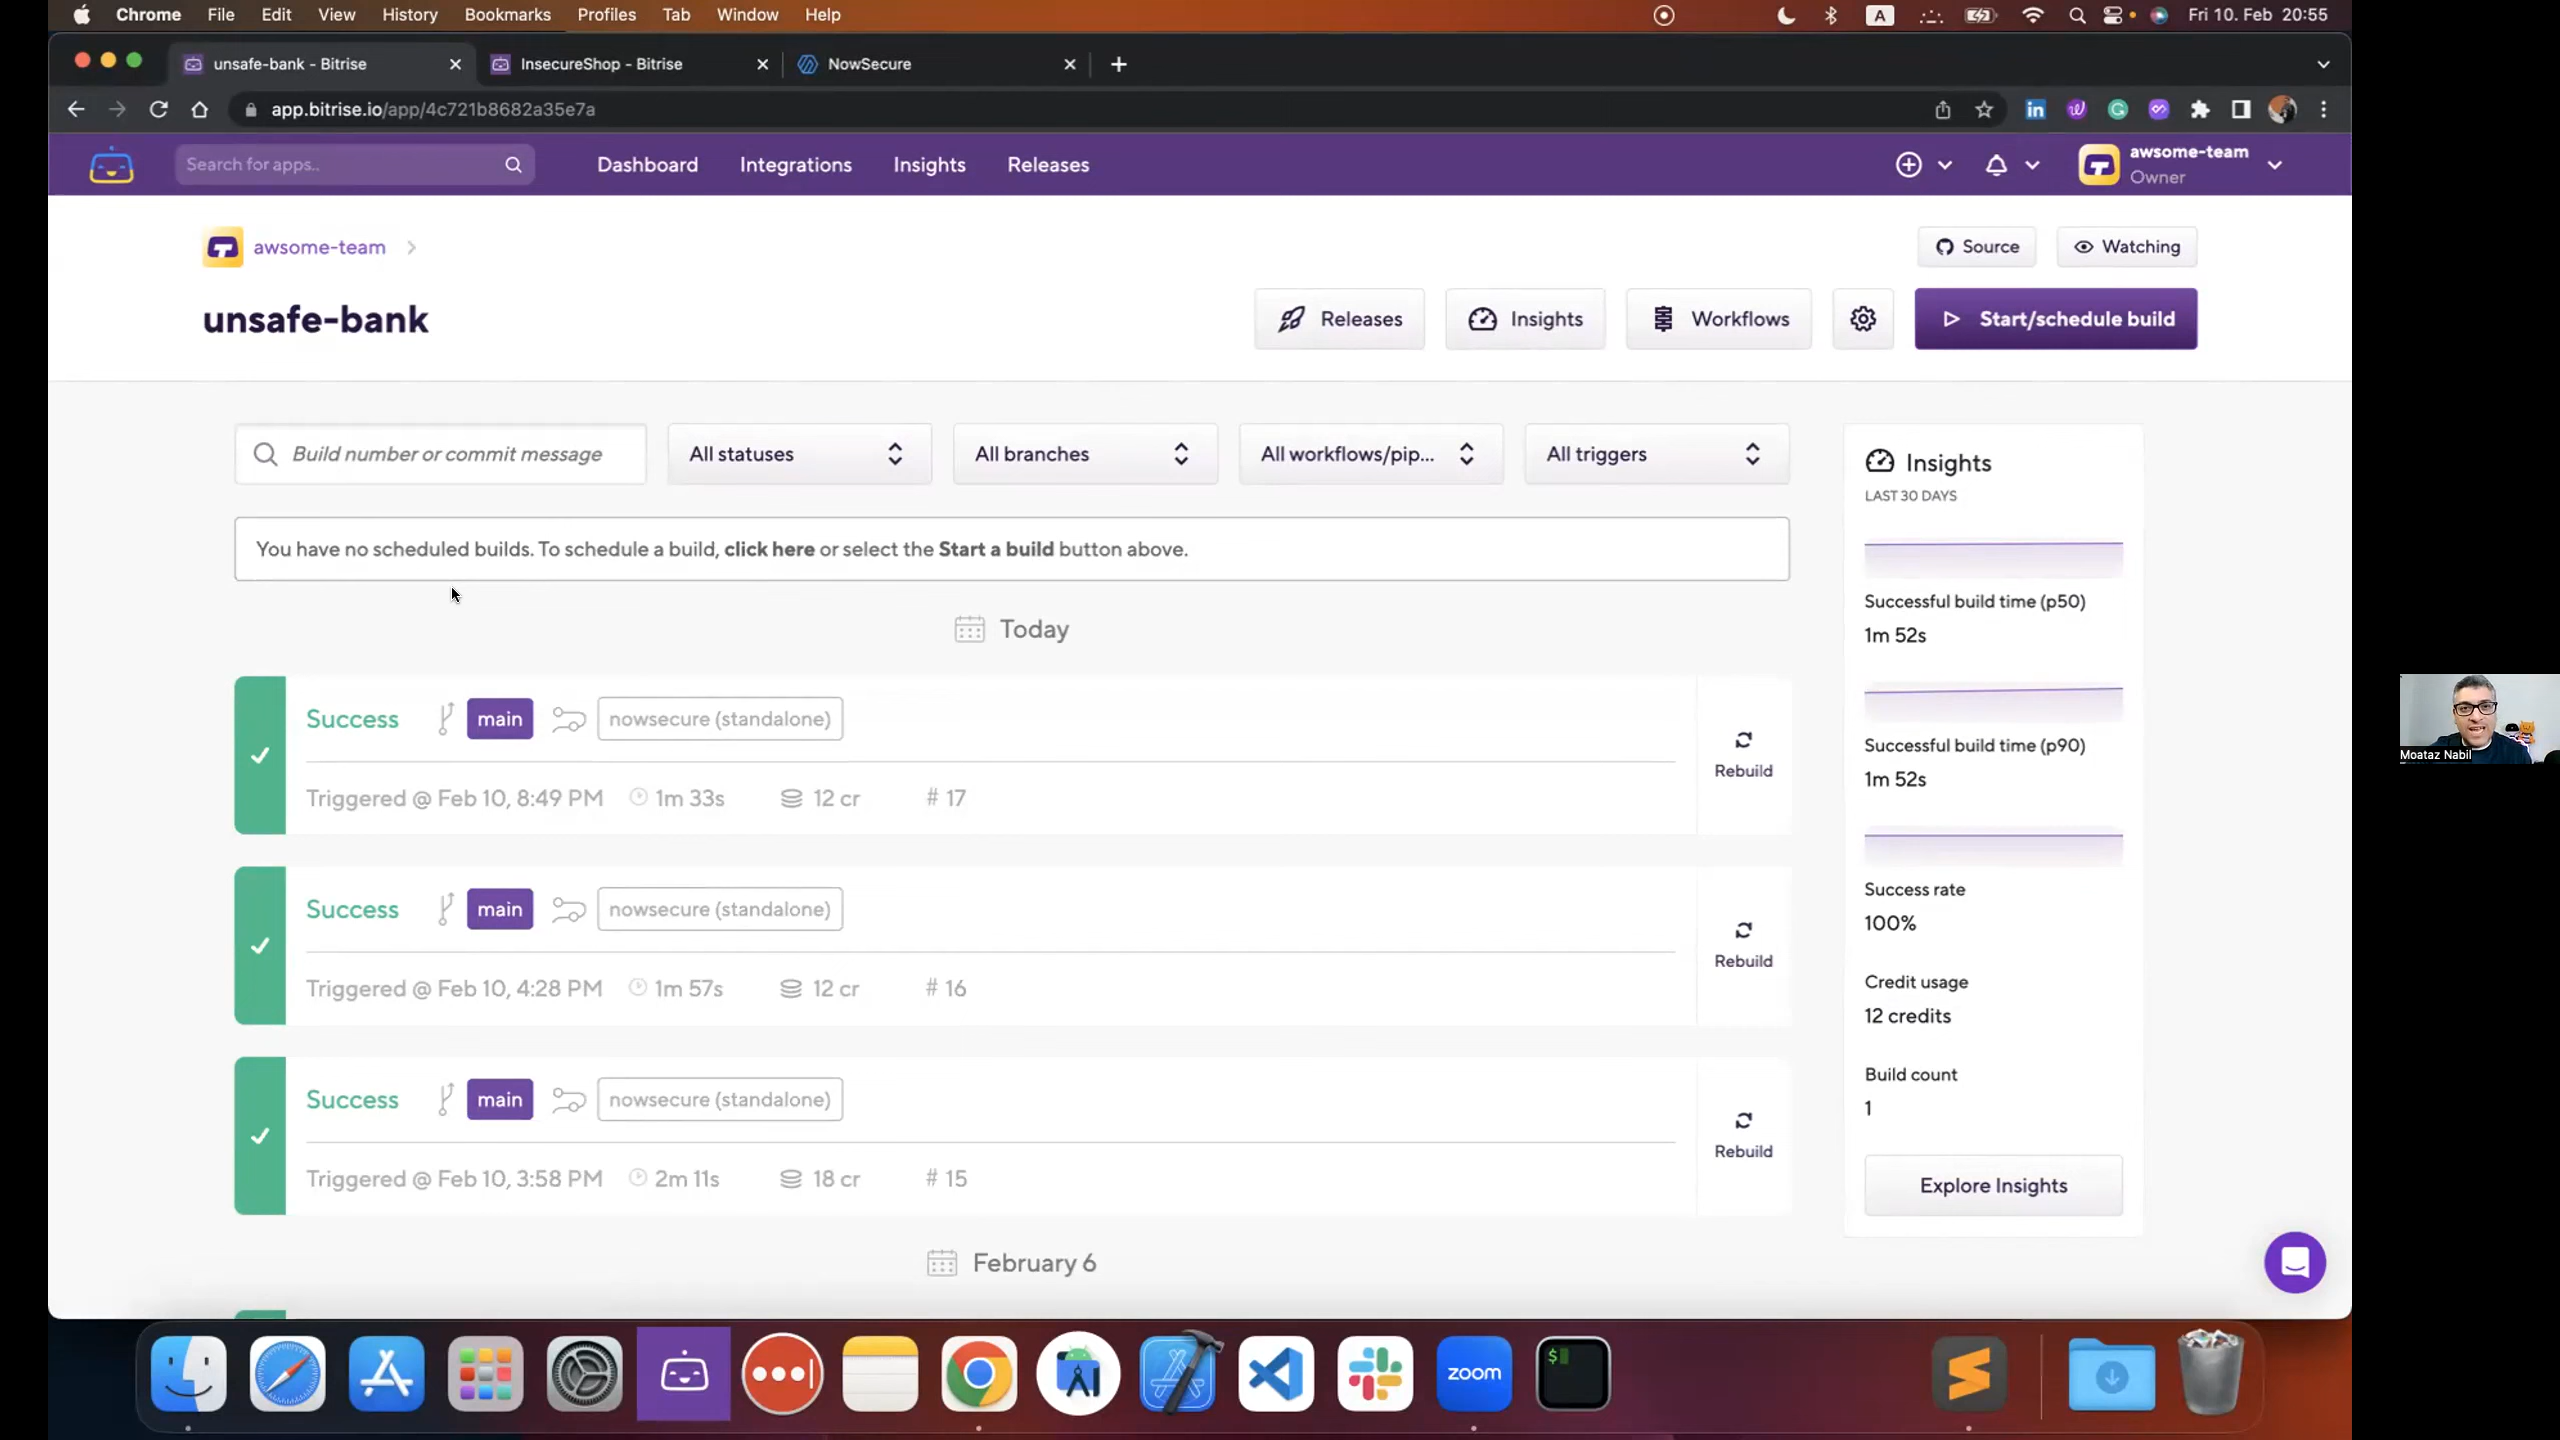 Chrome File Edit View History Bookmarks Profiles Tab Window Help
A
Fri 10. Feb 20:55
unsafe-bank - Bitrise
InsecureShop - Bitrise
NowSecure
app.bitrise.io/app/4c721b8682a35e7a
in
Search for apps..
Dashboard
Integrations
Insights
Releases
awsome-team
Owner
awsome-team
Source
Watching
unsafe-bank
Releases
Insights
Workflows
Start/schedule build
Build number or commit message
All statuses
All branches
All workflows/pip...
All triggers
You have no scheduled builds. To schedule a build, click here or select the Start a build button above.
Today
Success main nowsecure (standalone)
Triggered @ Feb 10, 8:49 PM 1m 33s 12 cr # 17
Rebuild
Success main nowsecure (standalone)
Triggered @ Feb 10, 4:28 PM 1m 57s 12 cr # 16
Rebuild
Success main nowsecure (standalone)
Triggered @ Feb 10, 3:58 PM 2m 11s 18 cr # 15
Rebuild
February 6
Insights
LAST 30 DAYS
Successful build time (p50)
1m 52s
Successful build time (p90)
1m 52s
Success rate
100%
Credit usage
12 credits
Build count
1
Explore Insights
Moataz Nabil
zoom
$